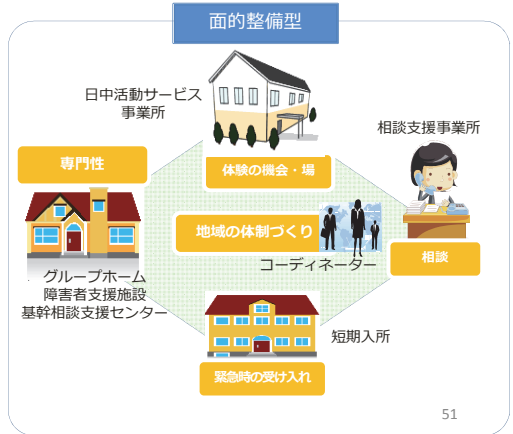 面的整備型
日中活動サービス
事業所
相談支援事業所
専門性
体験の機会・場
地域の体制づくり
コーディネーター
相談
グループホーム
障害者支援施設
基幹相談支援センター
短期入所
緊急時の受け入れ
51